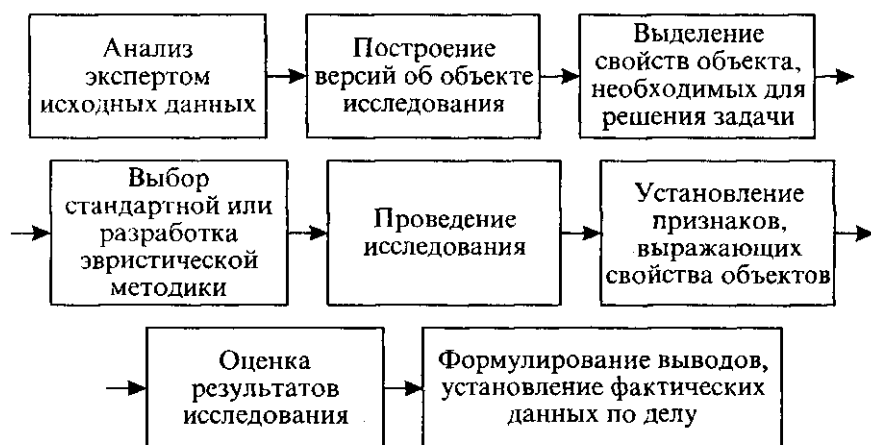 Анализ
экспертом
исходных данных
Построение
версий об объекте
исследования
Выделение
свойств объекта,
необходимых для
решения задачи
Выбор
стандартной или
разработка
эвристической
методики
Проведение
исследования
Установление
признаков,
выражающих
свойства объектов
Оценка
результатов
исследования
Формулирование выводов,
установление фактических
данных по делу